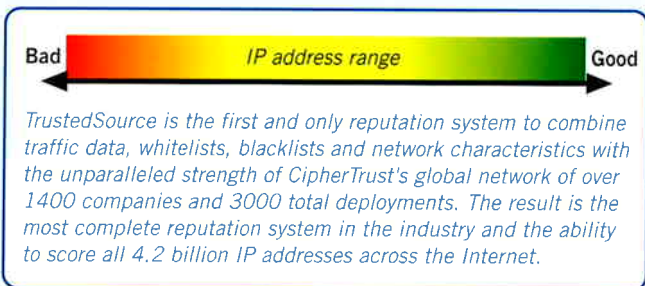 Bad IP address range Good
TrustedSource is the first and only reputation system to combine
traffic data, whitelists, blacklists and network characteristics with
the unparalleled strength of CipherTrust's global network of over
1400 companies and 3000 total deployments. The result is the
most complete reputation system in the industry and the ability
to score all 4.2 billion IP addresses across the Internet.